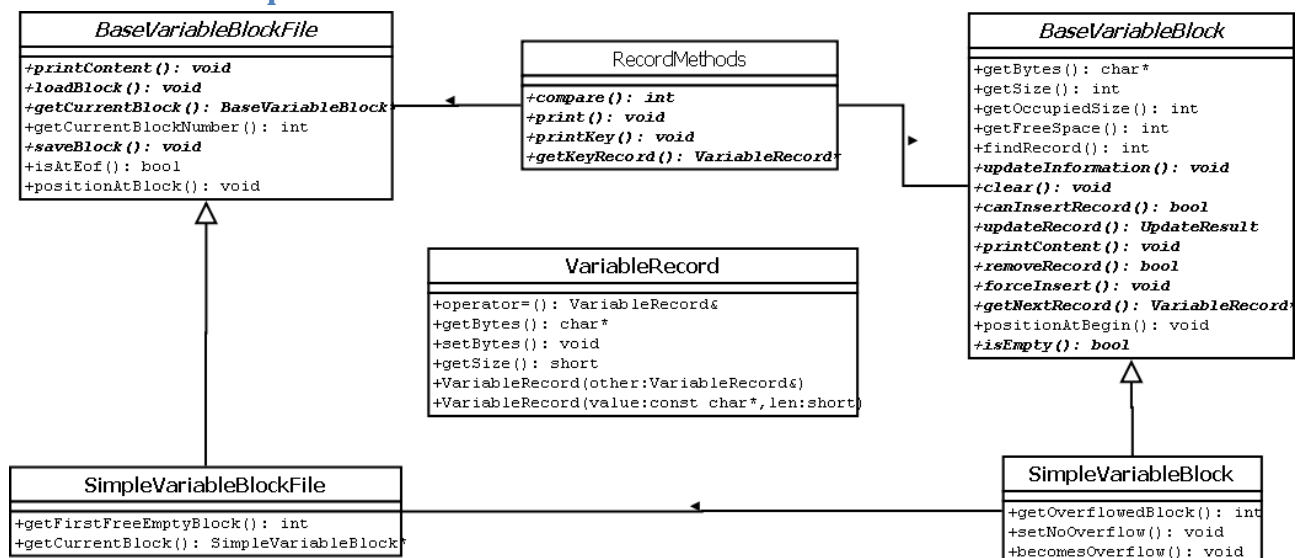 BaseVariableBlockFile
+printContent(): void
+loadBlock(): void
+getCurrentBlock(): BaseVariableBlock*
+getCurrentBlockNumber(): int
+saveBlock(): void
+isAtEof(): bool
+positionAtBlock(): void
RecordMethods
+compare(): int
+print(): void
+printKey(): void
+getKeyRecord(): VariableRecord*
BaseVariableBlock
+getBytes(): char*
+getSize(): int
+getOccupiedSize(): int
+getFreeSpace(): int
+findRecord(): int
+updateInformation(): void
+clear(): void
+canInsertRecord(): bool
+updateRecord(): UpdateResult
+printContent(): void
+removeRecord(): bool
+forceInsert(): void
+getNextRecord(): VariableRecord*
+positionAtBegin(): void
+isEmpty(): bool
VariableRecord
+operator=(): VariableRecord&
+getBytes(): char*
+setBytes(): void
+getSize(): short
+VariableRecord(other:VariableRecord&)
+VariableRecord(value:const char*,len:short)
SimpleVariableBlockFile
+getFirstFreeEmptyBlock(): int
+getCurrentBlock(): SimpleVariableBlock*
SimpleVariableBlock
+getOverflowedBlock(): int
+setNoOverflow(): void
+becomesOverflow(): void